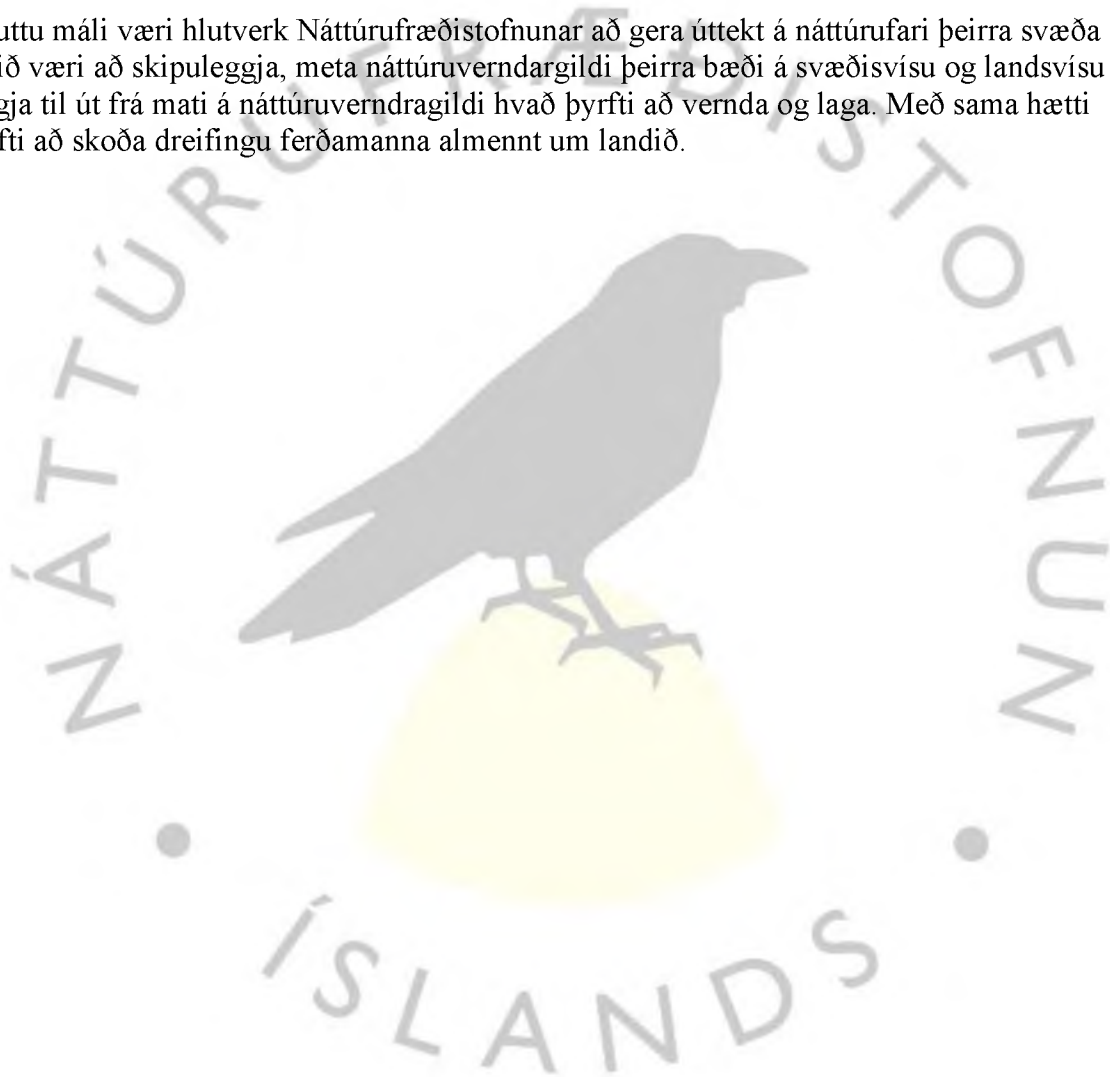 uttu máli væri hlutverk Náttúrufræðistofnunar að gera úttekt á náttúrufari þeirra svæða
ið væri að skipuleggja, meta náttúruverndargildi þeirra bæði á svæðisvísu og landsvísu
gja til út frá mati á náttúruverndragildi hvað þyrfti að vernda og laga. Með sama hætti
fti að skoða dreifingu ferðamanna almennt um landið.
NÁTTÚRUFRÆÐISTOFNUN
• ÍSLANDS •